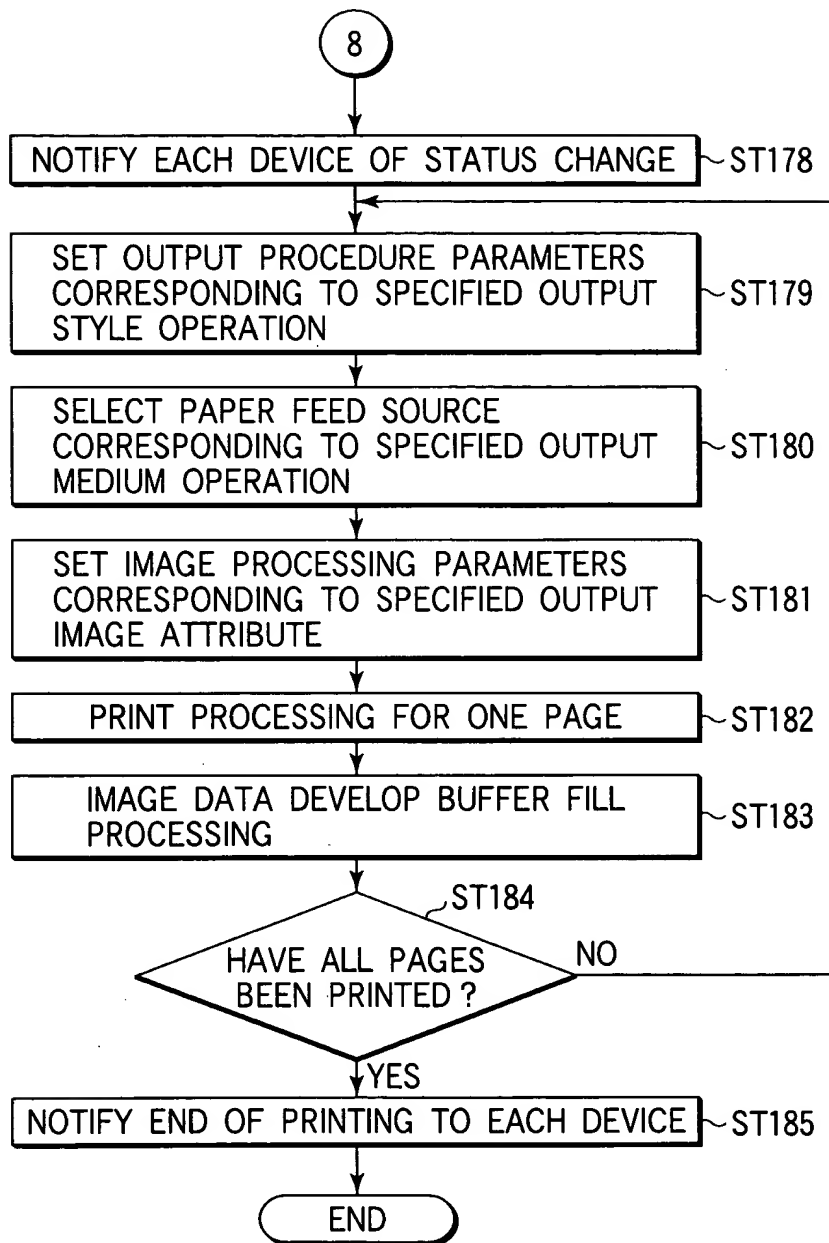 8
NOTIFY EACH DEVICE OF STATUS CHANGE
ST178
SET OUTPUT PROCEDURE PARAMETERS
CORRESPONDING TO SPECIFIED OUTPUT
STYLE OPERATION
ST179
SELECT PAPER FEED SOURCE
CORRESPONDING TO SPECIFIED OUTPUT
MEDIUM OPERATION
ST180
SET IMAGE PROCESSING PARAMETERS
CORRESPONDING TO SPECIFIED OUTPUT
IMAGE ATTRIBUTE
ST181
PRINT PROCESSING FOR ONE PAGE
ST182
IMAGE DATA DEVELOP BUFFER FILL
PROCESSING
ST183
ST184
HAVE ALL PAGES
BEEN PRINTED?
NO
YES
NOTIFY END OF PRINTING TO EACH DEVICE
ST185
END